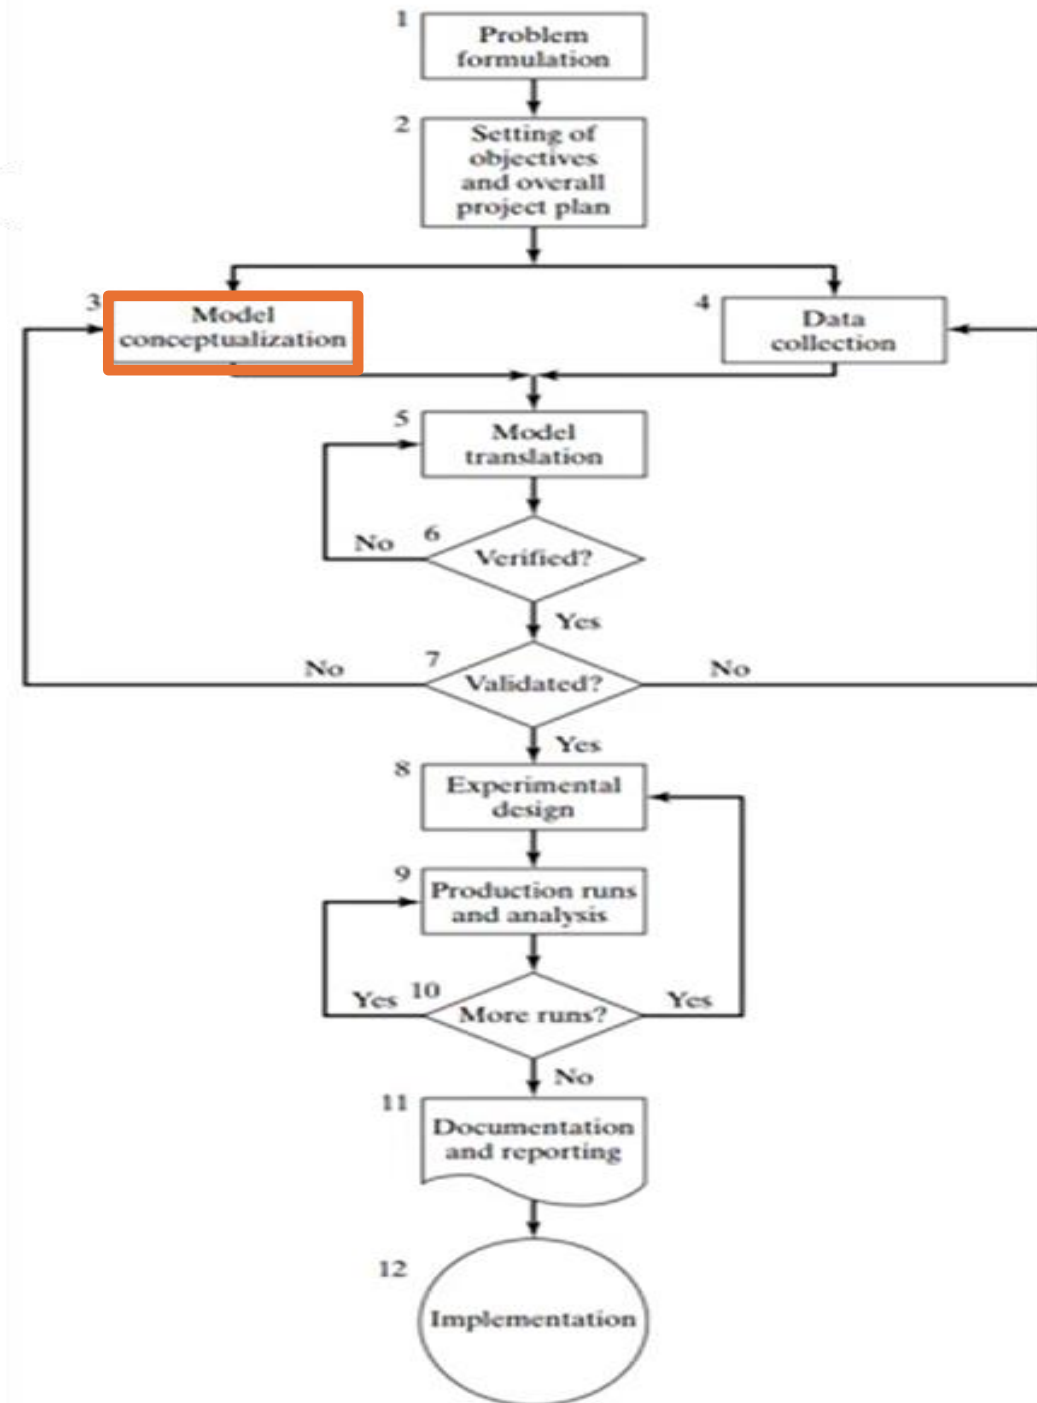 1
Problem
formulation
2
Setting of
objectives
and overall
project plan
3
Model
conceptualization
4
Data
collection
5
Model
translation
6
No
Verified?
Yes
7
No
Validated?
No
Yes
8
Experimental
design
9
Production runs
and analysis
Yes
10
More runs?
Yes
No
11
Documentation
and reporting
12
Implementation